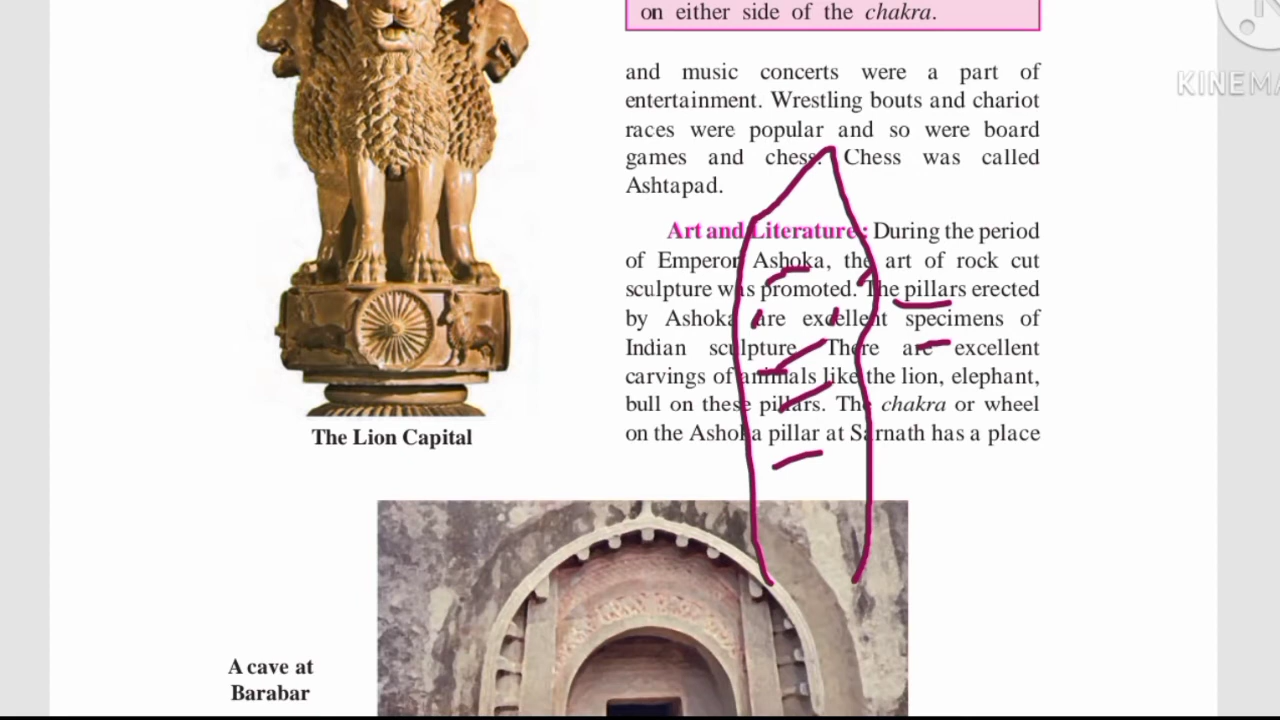 on either side of the chakra.
KINEMA
and music concerts were a part of
entertainment. Wrestling bouts and chariot
races were popular and so were board
games and chess. Chess was called
Ashtapad.
Art and Literature : During the period
of Emperor Ashoka, the art of rock cut
sculpture was promoted. The pillars erected
by Ashoka are excellent specimens of
Indian sculpture. There are excellent
carvings of animals like the lion, elephant,
bull on these pillars. The chakra or wheel
on the Ashoka pillar at Sarnath has a place
The Lion Capital
A cave at
Barabar